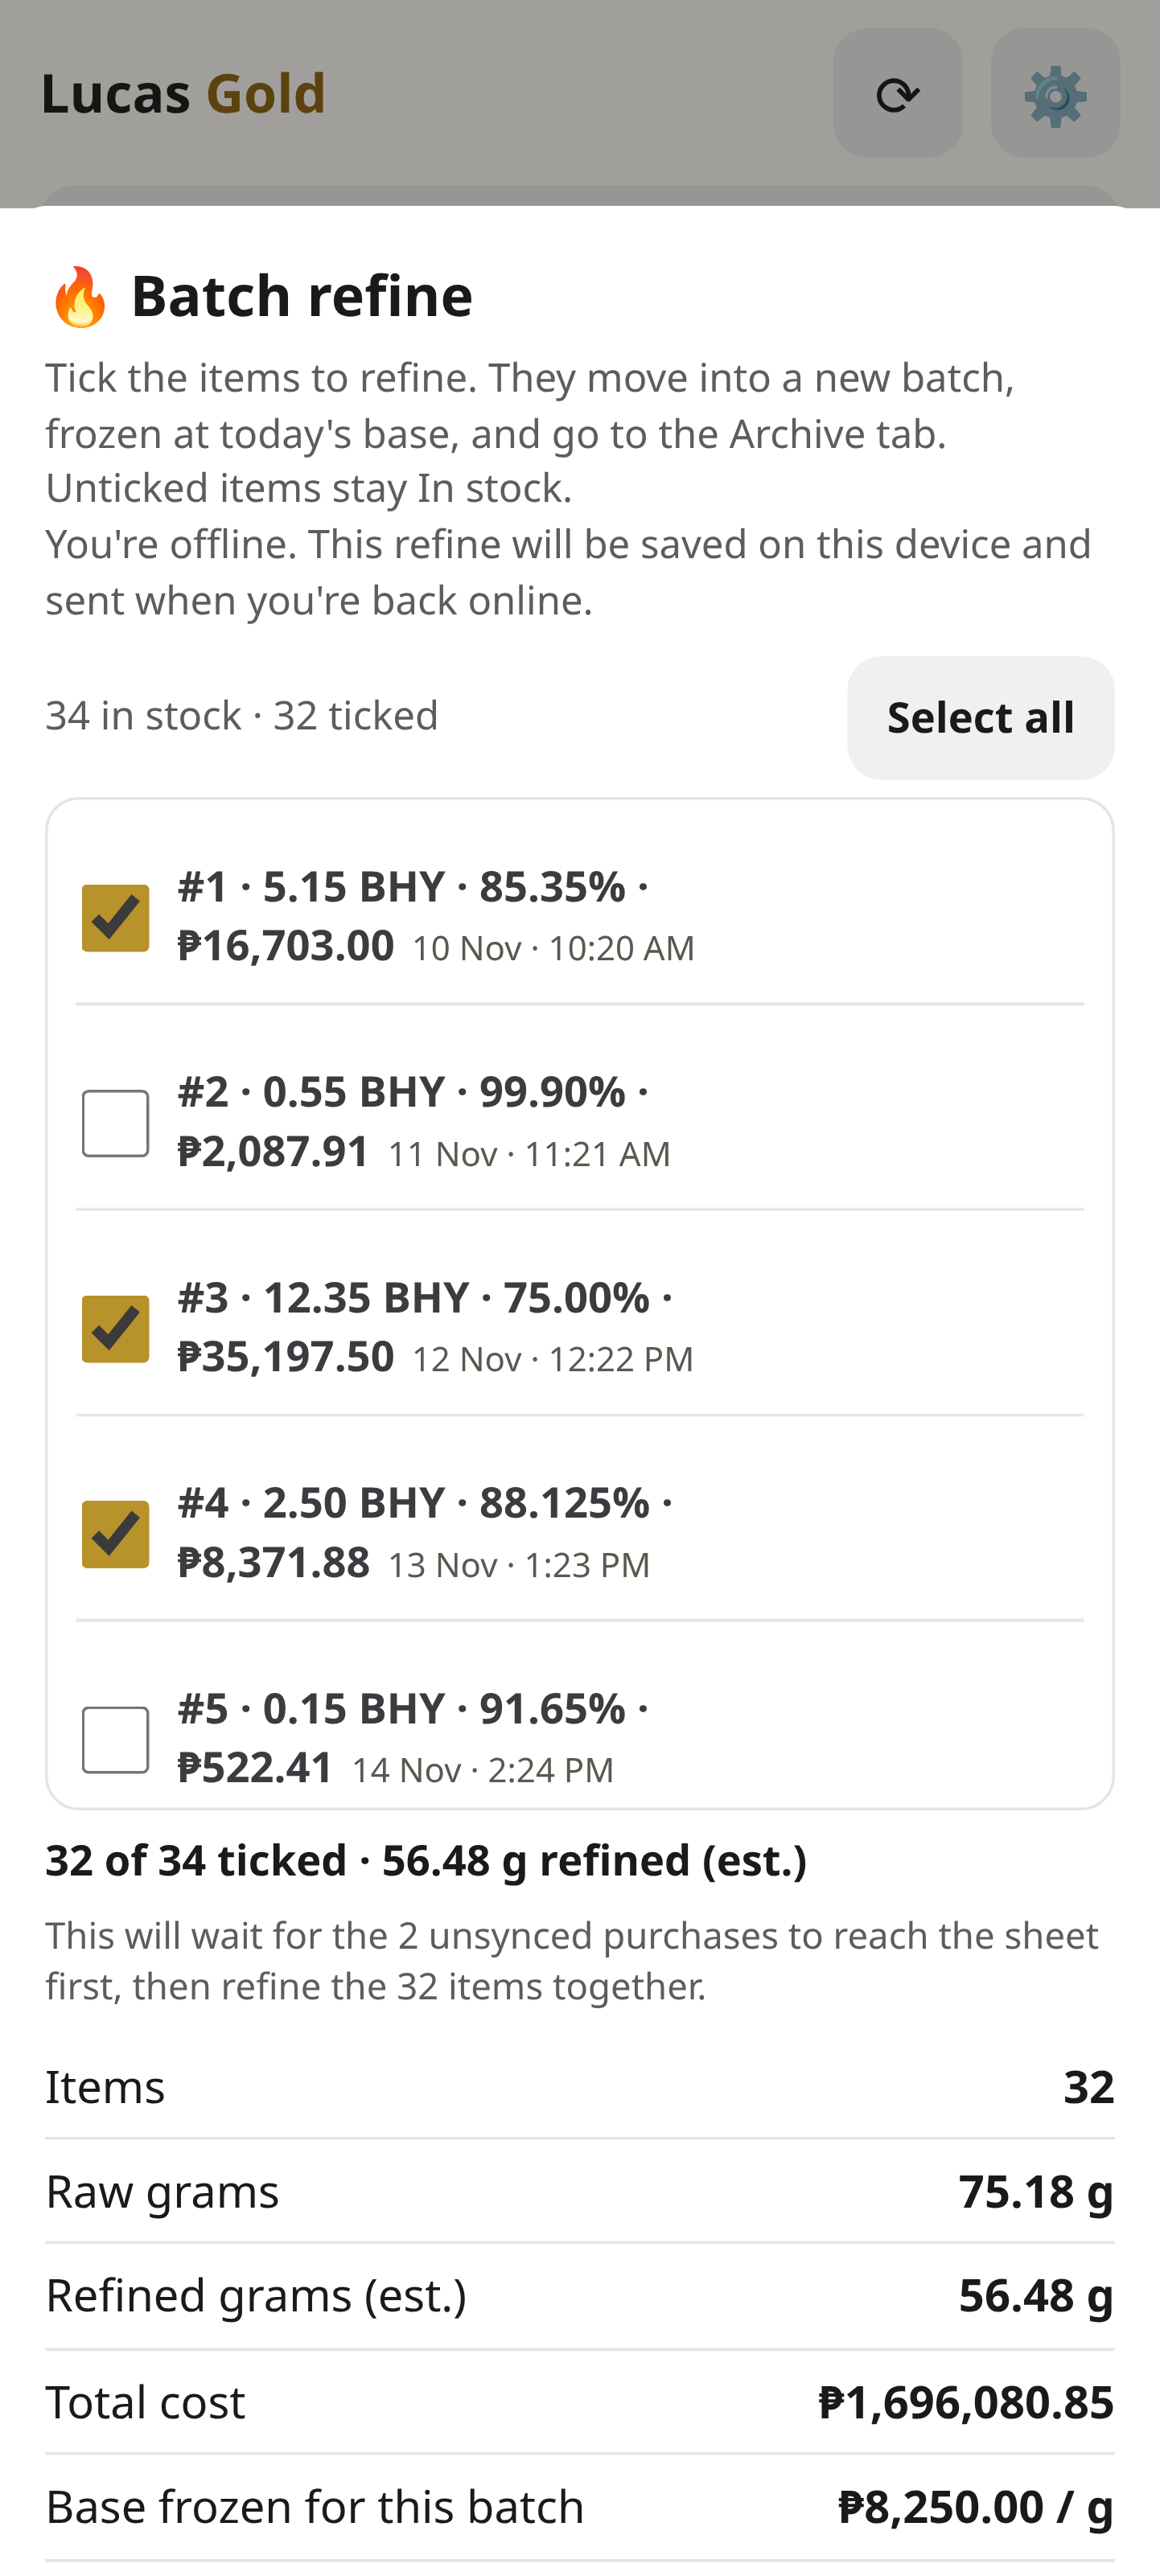 Lucas Gold
🔥 Batch refine
Tick the items to refine. They move into a new batch,
frozen at today's base, and go to the Archive tab.
Unticked items stay In stock.
You're offline. This refine will be saved on this device and
sent when you're back online.
34 in stock · 32 ticked
Select all
#1 · 5.15 BHY · 85.35% ·
₱16,703.00 10 Nov · 10:20 AM
#2 · 0.55 BHY · 99.90% ·
₱2,087.91 11 Nov · 11:21 AM
#3 · 12.35 BHY · 75.00% ·
₱35,197.50 12 Nov · 12:22 PM
#4 · 2.50 BHY · 88.125% ·
₱8,371.88 13 Nov · 1:23 PM
#5 · 0.15 BHY · 91.65% ·
₱522.41 14 Nov · 2:24 PM
32 of 34 ticked · 56.48 g refined (est.)
This will wait for the 2 unsynced purchases to reach the sheet
first, then refine the 32 items together.
Items 32
Raw grams 75.18 g
Refined grams (est.) 56.48 g
Total cost ₱1,696,080.85
Base frozen for this batch ₱8,250.00 / g